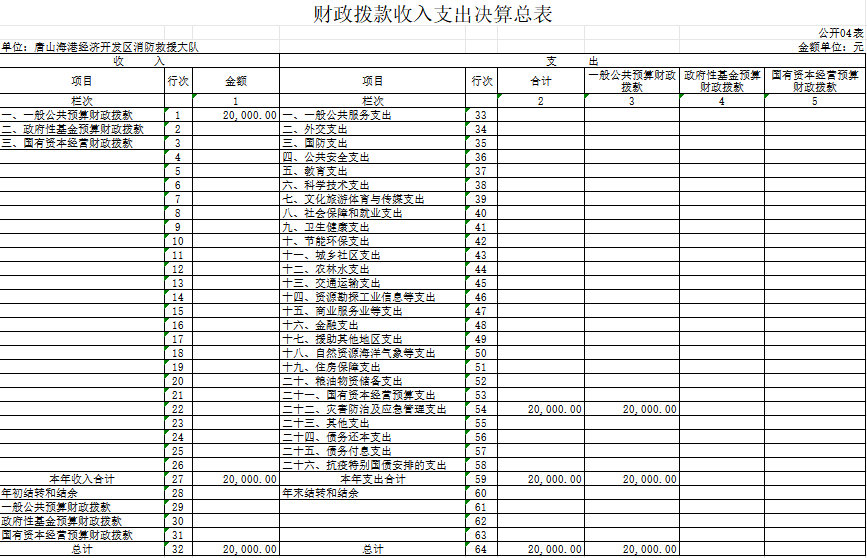 财政拨款收入支出决算总表
公开04表
单位：唐山海港经济开发区消防救援大队 金额单位：元
收 入 支 出
项目 行次 金额 项目 行次 合计 一般公共预算财政拨款 政府性基金预算财政拨款 国有资本经营预算财政拨款
栏次 1 栏次 2 3 4 5
一、一般公共预算财政拨款 1 20,000.00 一、一般公共服务支出 33
二、政府性基金预算财政拨款 2 二、外交支出 34
三、国有资本经营财政拨款 3 三、国防支出 35
4 四、公共安全支出 36
5 五、教育支出 37
6 六、科学技术支出 38
7 七、文化旅游体育与传媒支出 39
8 八、社会保障和就业支出 40
9 九、卫生健康支出 41
10 十、节能环保支出 42
11 十一、城乡社区支出 43
12 十二、农林水支出 44
13 十三、交通运输支出 45
14 十四、资源勘探工业信息等支出 46
15 十五、商业服务业等支出 47
16 十六、金融支出 48
17 十七、援助其他地区支出 49
18 十八、自然资源海洋气象等支出 50
19 十九、住房保障支出 51
20 二十、粮油物资储备支出 52
21 二十一、国有资本经营预算支出 53
22 二十二、灾害防治及应急管理支出 54 20,000.00 20,000.00
23 二十三、其他支出 55
24 二十四、债务还本支出 56
25 二十五、债务付息支出 57
26 二十六、抗疫特别国债安排的支出 58
本年收入合计 27 20,000.00 本年支出合计 59 20,000.00 20,000.00
年初结转和结余 28 年末结转和结余 60
一般公共预算财政拨款 29 61
政府性基金预算财政拨款 30 62
国有资本经营预算财政拨款 31 63
总计 32 20,000.00 总计 64 20,000.00 20,000.00